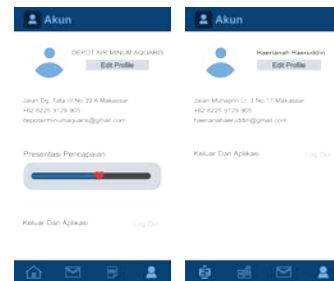 Akun
DEPOT AIR MINUM AQUARIS
Edit Profile
Jalan Dg. Tata III No 39 A Makassar
+62 8225 9129 905
depotairminumaquaris@gmail.com
Presentasi Pencapaian
Keluar Dari Aplikasi
Log Out
Akun
Haerianah Haeruddin
Edit Profile
Jalan Muhajirin Lr. 3 No 17 Makassar
+62 8225 9129 905
haerianahaeruddin@gmail.com
Keluar Dari Aplikasi
Log Out